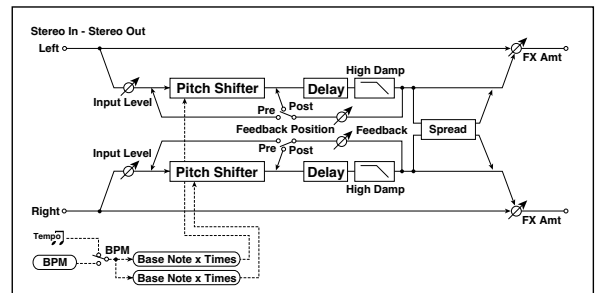 Stereo In - Stereo Out
Left
FX Amt
High Damp
Input Level
Pitch Shifter
Delay
Pre
Post
Feedback Position
Feedback
Spread
Pre
Post
Input Level
Pitch Shifter
Delay
High Damp
Right
FX Amt
Tempo
BPM
BPM
Base Note x Times
Base Note x Times